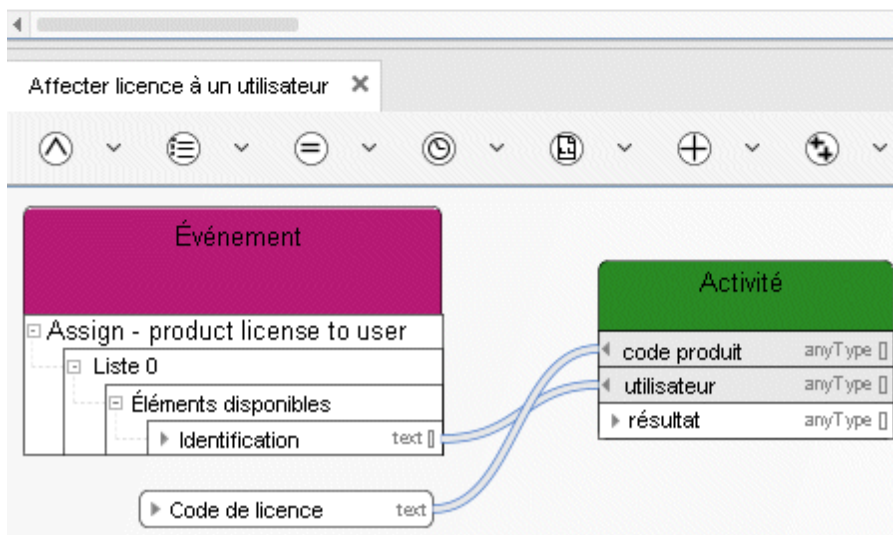 Affecter licence à un utilisateur
Événement
Assign - product license to user
Liste 0
Éléments disponibles
Identification text []
Code de licence text
Activité
code produit anyType []
utilisateur anyType []
résultat anyType []